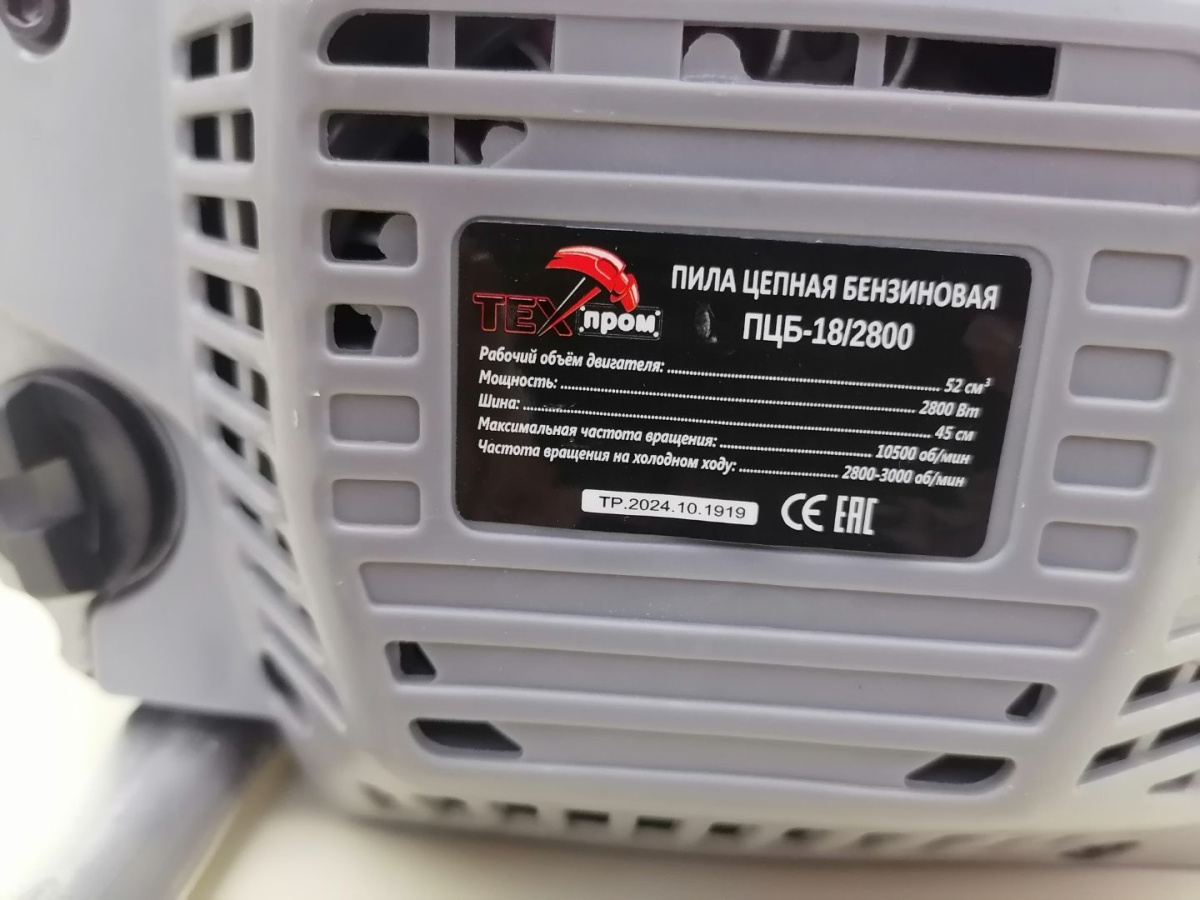 ТЕХ
пром
ПИЛА ЦЕПНАЯ БЕНЗИНОВАЯ
ПЦБ-18/2800
Рабочий объём двигателя: 52 см³
Мощность: 2800 Вт
Шина: 45 см
Максимальная частота вращения: 10500 об/мин
Частота вращения на холодном ходу: 2800-3000 об/мин
ТР.2024.10.1919
CE EAC